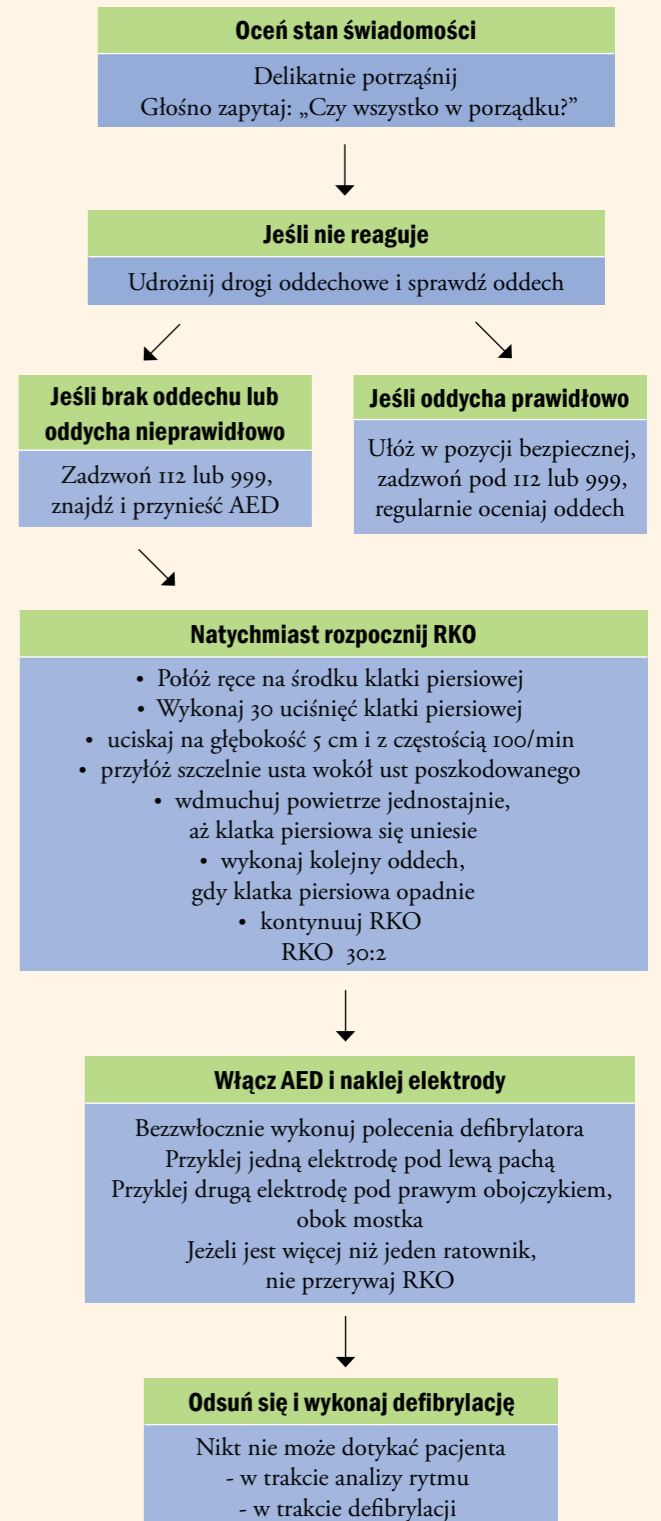 Oceń stan świadomości
Delikatnie potrząśnij
Głośno zapytaj: „Czy wszystko w porządku?”
Jeśli nie reaguje
Udrożnij drogi oddechowe i sprawdź oddech
Jeśli brak oddechu lub
oddycha nieprawidłowo
Zadzwoń 112 lub 999,
znajdź i przynieść AED
Jeśli oddycha prawidłowo
Ułóż w pozycji bezpiecznej,
zadzwoń pod 112 lub 999,
regularnie oceniaj oddech
Natychmiast rozpocznij RKO
• Połóż ręce na środku klatki piersiowej
• Wykonaj 30 uciśnięć klatki piersiowej
• uciskaj na głębokość 5 cm i z częstością 100/min
• przyłóż szczelnie usta wokół ust poszkodowanego
• wdmuchuj powietrze jednostajnie,
aż klatka piersiowa się uniesie
• wykonaj kolejny oddech,
gdy klatka piersiowa opadnie
• kontynuuj RKO
RKO 30:2
Włącz AED i naklej elektrody
Bezzwłocznie wykonuj polecenia defibrylatora
Przyklej jedną elektrodę pod lewą pachą
Przyklej drugą elektrodę pod prawym obojczykiem,
obok mostka
Jeżeli jest więcej niż jeden ratownik,
nie przerywaj RKO
Odsuń się i wykonaj defibrylację
Nikt nie może dotykać pacjenta
- w trakcie analizy rytmu
- w trakcie defibrylacji